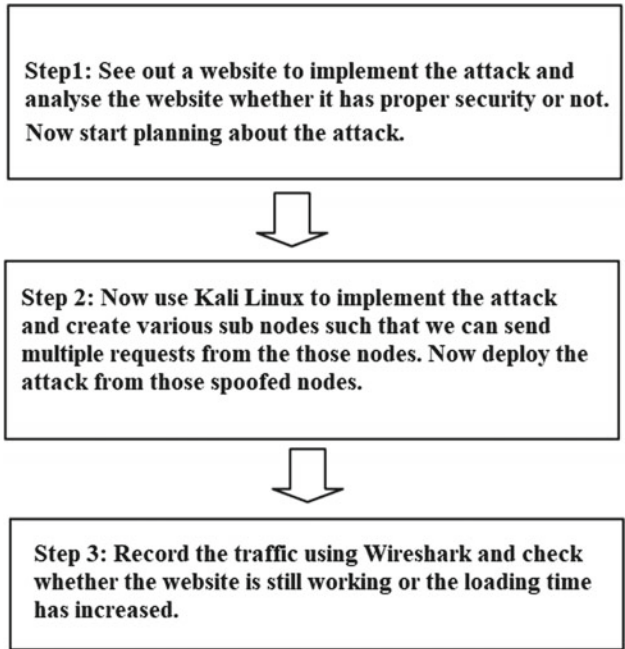 Step1: See out a website to implement the attack and
analyse the website whether it has proper security or not.
Now start planning about the attack.
Step 2: Now use Kali Linux to implement the attack
and create various sub nodes such that we can send
multiple requests from the those nodes. Now deploy the
attack from those spoofed nodes.
Step 3: Record the traffic using Wireshark and check
whether the website is still working or the loading time
has increased.